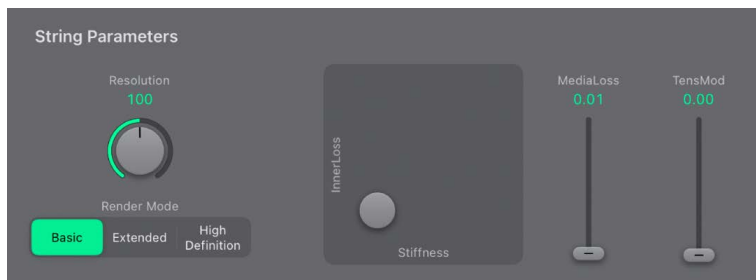 String Parameters
Resolution
100
Render Mode
Basic
Extended
High
Definition
InnerLoss
Stiffness
MediaLoss
0.01
TensMod
0.00